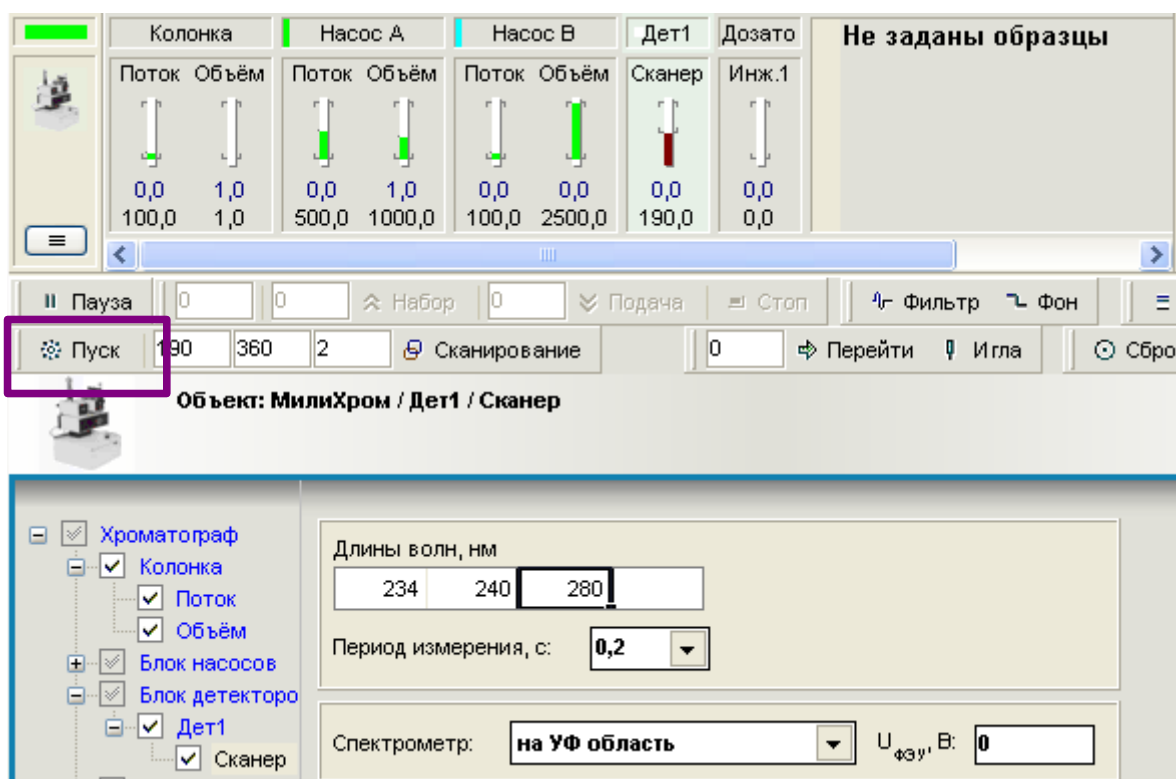 Колонка Насос А Насос В Дет1 Дозато Не заданы образцы
Поток Объём Поток Объём Поток Объём Сканер Инж.1
0,0 1,0 0,0 1,0 0,0 0,0 0,0 0,0
100,0 1,0 500,0 1000,0 100,0 2500,0 190,0 0,0
Пауза 0 0 Набор 0 Подача Стоп Фильтр Фон
Пуск 190 360 2 Сканирование 0 Перейти Игла Сбро
Объект: МилиХром / Дет1 / Сканер
Хроматограф
Колонка
Поток
Объём
Блок насосов
Блок детекторо
Дет1
Сканер
Длины волн, нм
234 240 280
Период измерения, с: 0,2
Спектрометр: на УФ область U ФЭУ, В: 0